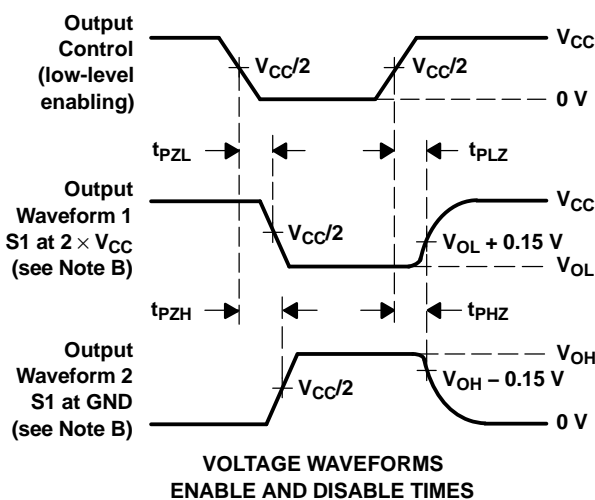 Output
Control
(low-level
enabling)
V_CC/2
V_CC/2
V_CC
0 V
t_PZL
t_PLZ
Output
Waveform 1
S1 at 2 × V_CC
(see Note B)
V_CC/2
V_CC
V_OL + 0.15 V
V_OL
t_PZH
t_PHZ
Output
Waveform 2
S1 at GND
(see Note B)
V_CC/2
V_OH
V_OH − 0.15 V
0 V
VOLTAGE WAVEFORMS
ENABLE AND DISABLE TIMES